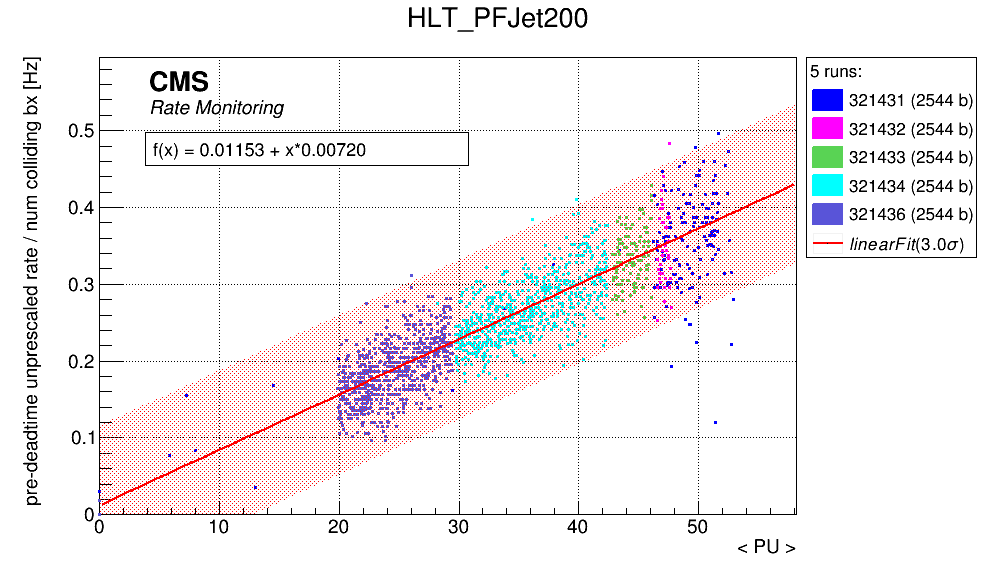 HLT_PFJet200
pre-deadtime unprescaled rate / num colliding bx [Hz]
CMS
Rate Monitoring
f(x) = 0.01153 + x*0.00720
0.5
0.4
0.3
0.2
0.1
0
0 10 20 30 40 50
< PU >
5 runs:
321431 (2544 b)
321432 (2544 b)
321433 (2544 b)
321434 (2544 b)
321436 (2544 b)
linearFit(3.0σ)